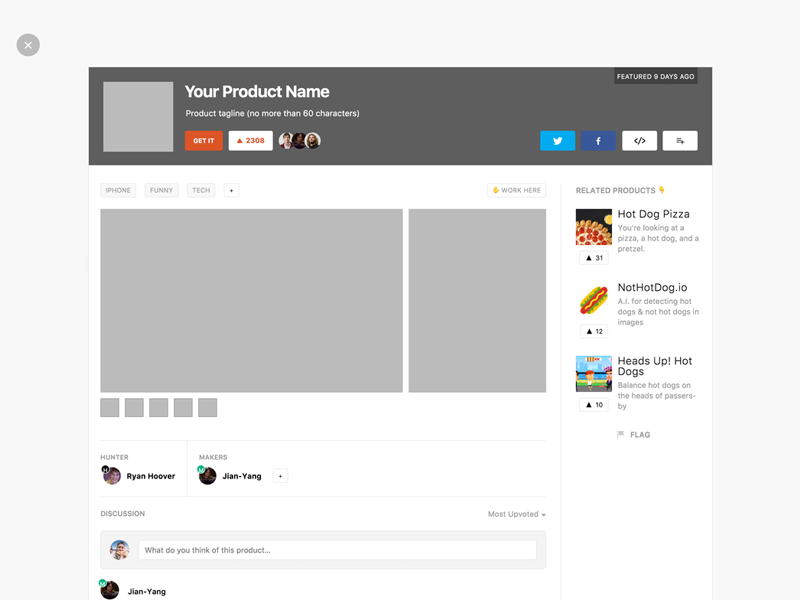 FEATURED 9 DAYS AGO
Your Product Name
Product tagline (no more than 60 characters)
GET IT
▲ 2308
f
</>
IPHONE
FUNNY
TECH
+
WORK HERE
RELATED PRODUCTS
Hot Dog Pizza
You're looking at a
pizza, a hot dog, and a
pretzel.
▲ 31
NotHotDog.io
A.I. for detecting hot
dogs & not hot dogs in
images
▲ 12
Heads Up! Hot
Dogs
Balance hot dogs on
the heads of passers-
by
▲ 10
FLAG
HUNTER
H
Ryan Hoover
MAKERS
M
Jian-Yang
+
DISCUSSION
Most Upvoted
What do you think of this product...
M
Jian-Yang